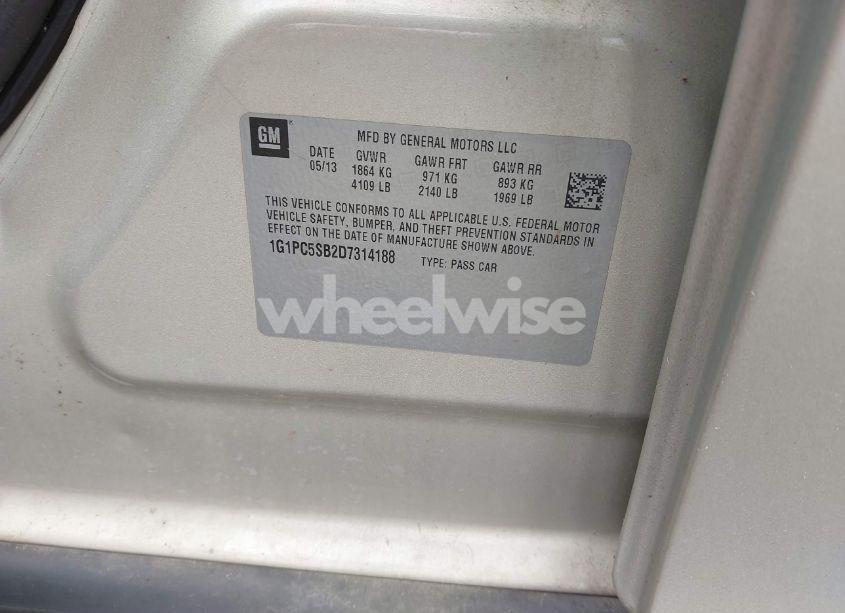 GM
MFD BY GENERAL MOTORS LLC
DATE GVWR GAWR FRT GAWR RR
05/13 1864 KG 971 KG 893 KG
4109 LB 2140 LB 1969 LB
THIS VEHICLE CONFORMS TO ALL APPLICABLE U.S. FEDERAL MOTOR
VEHICLE SAFETY, BUMPER, AND THEFT PREVENTION STANDARDS IN
EFFECT ON THE DATE OF MANUFACTURE SHOWN ABOVE.
1G1PC5SB2D7314188 TYPE: PASS CAR
wheelwise